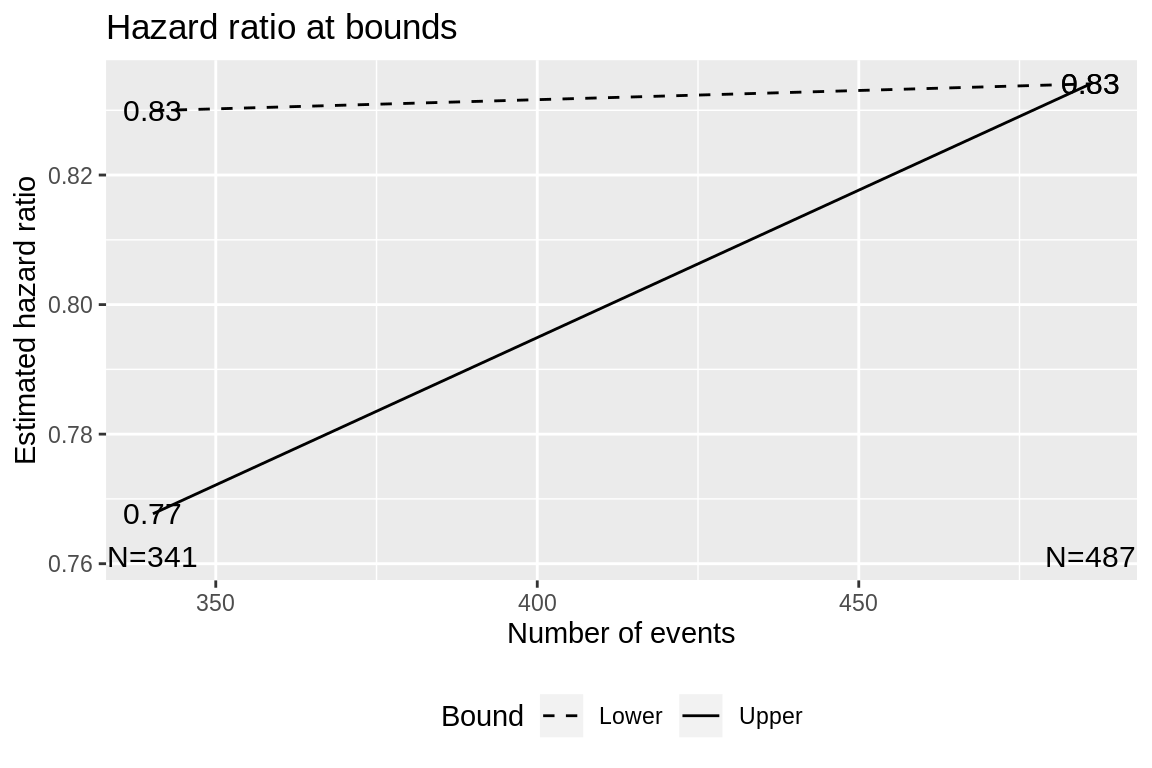 Hazard ratio at bounds
Estimated hazard ratio
0.82
0.80
0.78
0.76
0.83
0.83
0.77
N=341
N=487
350
400
450
Number of events
Bound
Lower
Upper